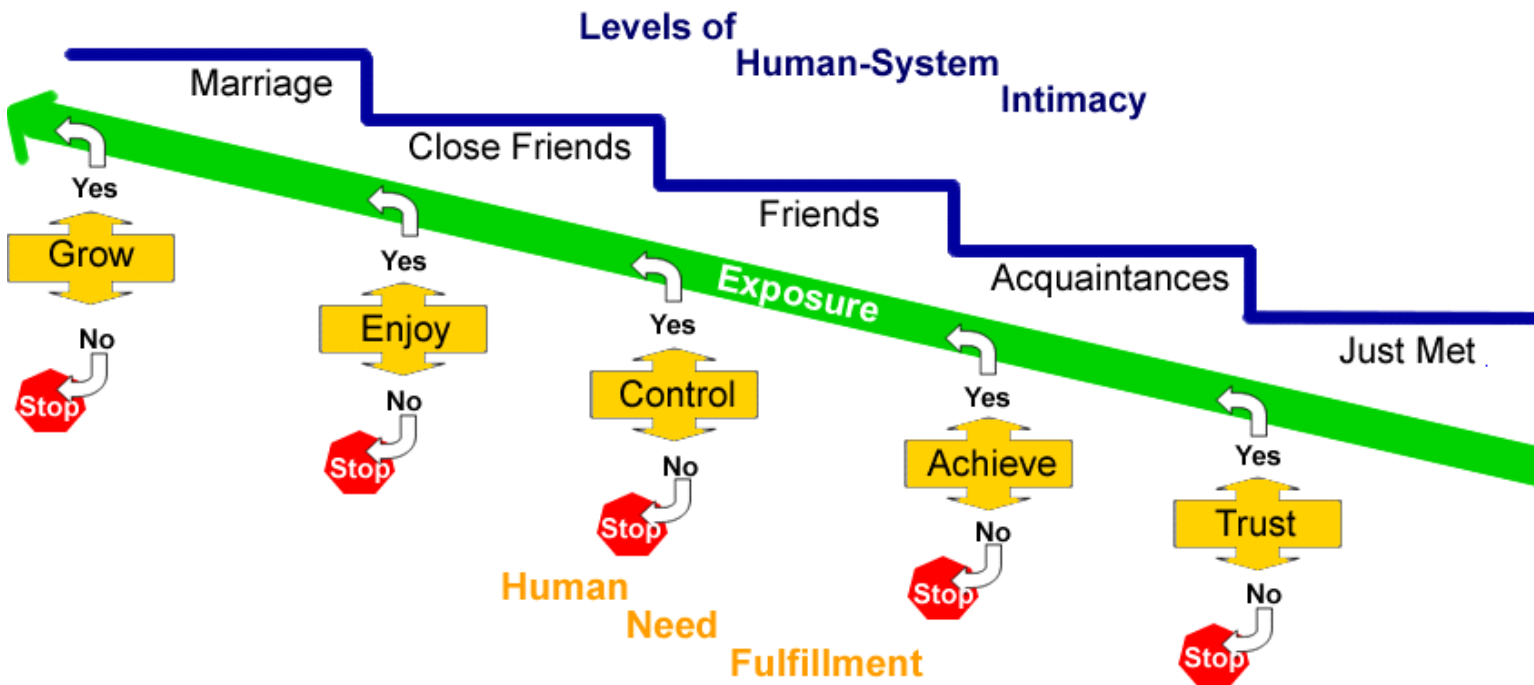 Levels of
Human-System
Intimacy
Marriage
Close Friends
Friends
Acquaintances
Just Met
Exposure
Yes
Grow
No
Stop
Yes
Enjoy
No
Stop
Yes
Control
No
Stop
Yes
Achieve
No
Stop
Yes
Trust
No
Stop
Human
Need
Fulfillment